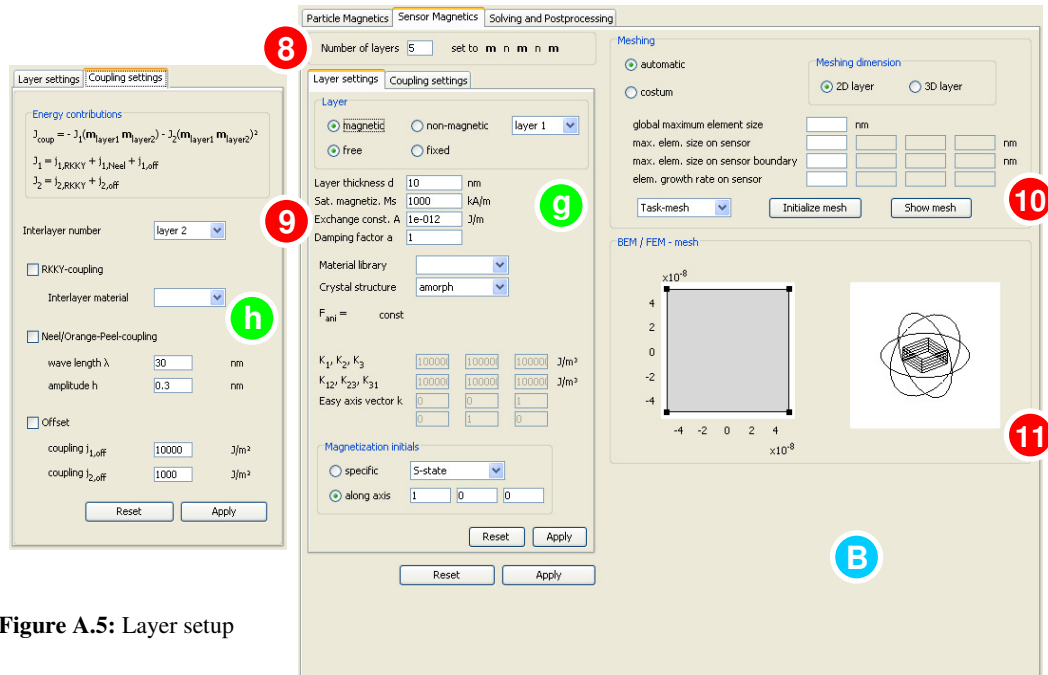 Layer settings Coupling settings
Energy contributions
J_coup = - J_1(m_layer1 m_layer2) - J_2(m_layer1 m_layer2)²
J_1 = j_1,RKKY + j_1,Neel + j_1,off
J_2 = j_2,RKKY + j_2,off
Interlayer number layer 2
RKKY-coupling
Interlayer material
h
Neel/Orange-Peel-coupling
wave length λ 30 nm
amplitude h 0.3 nm
Offset
coupling j_1,off 10000 J/m²
coupling j_2,off 1000 J/m²
Reset Apply
Figure A.5: Layer setup
Particle Magnetics Sensor Magnetics Solving and Postprocessing
8
Number of layers 5 set to m n m n m
Layer settings Coupling settings
Layer
magnetic non-magnetic layer 1
free fixed
9
Layer thickness d 10 nm
Sat. magnetiz. Ms 1000 kA/m
Exchange const. A 1e-012 J/m
Damping factor a 1
g
Material library
Crystal structure amorph
F_ani = const
K_1, K_2, K_3 10000 10000 10000 J/m³
K_12, K_23, K_31 10000 10000 10000 J/m³
Easy axis vector k 0 0 1
0 1 0
Magnetization initials
specific S-state
along axis 1 0 0
Reset Apply
Reset Apply
Meshing
automatic
costum
Meshing dimension
2D layer 3D layer
global maximum element size nm
max. elem. size on sensor nm
max. elem. size on sensor boundary nm
elem. growth rate on sensor
10
Task-mesh Initialize mesh Show mesh
BEM / FEM - mesh
x10^-8
4
2
0
-2
-4
-4 -2 0 2 4
x10^-8
11
B